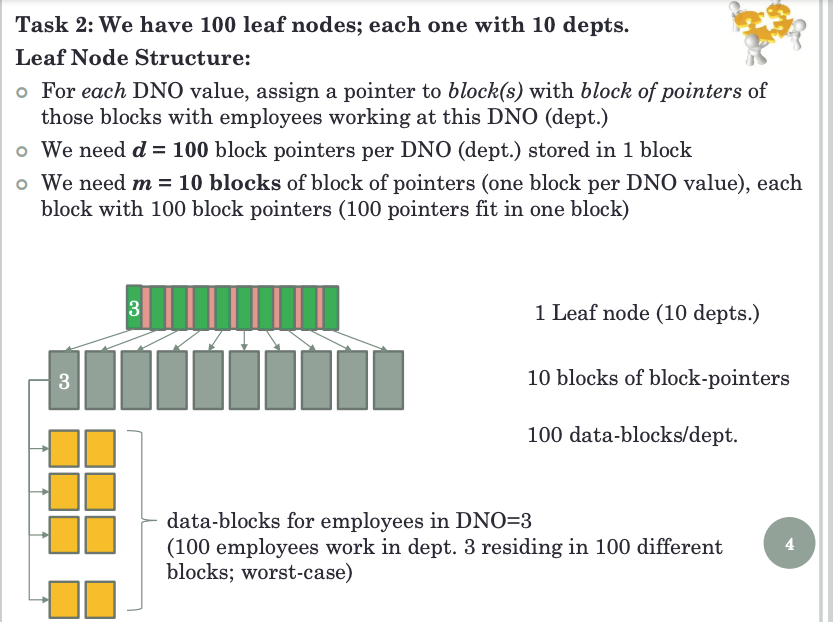 Task 2: We have 100 leaf nodes; each one with 10 depts.
Leaf Node Structure:
For each DNO value, assign a pointer to block(s) with block of pointers of
those blocks with employees working at this DNO (dept.)
We need d = 100 block pointers per DNO (dept.) stored in 1 block
We need m = 10 blocks of block of pointers (one block per DNO value), each
block with 100 block pointers (100 pointers fit in one block)
3
1 Leaf node (10 depts.)
3
10 blocks of block-pointers
100 data-blocks/dept.
data-blocks for employees in DNO=3
(100 employees work in dept. 3 residing in 100 different
blocks; worst-case)
4